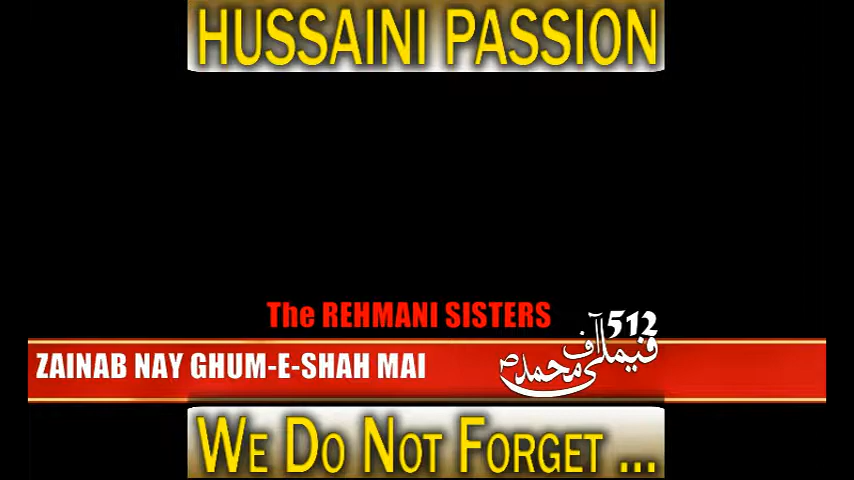 HUSSAINI PASSION
The REHMANI SISTERS
512
ZAINAB NAY GHUM-E-SHAH MAI
فیملی آف محمدؐ
WE DO NOT FORGET ...